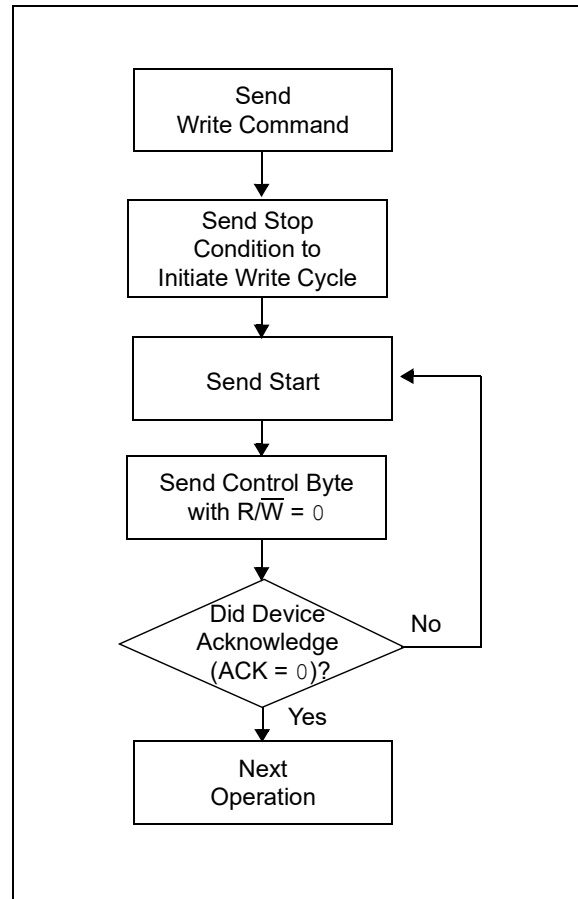 Send
Write Command
Send Stop
Condition to
Initiate Write Cycle
Send Start
Send Control Byte
with R/W̅ = 0
Did Device
Acknowledge
(ACK = 0)?
No
Yes
Next
Operation